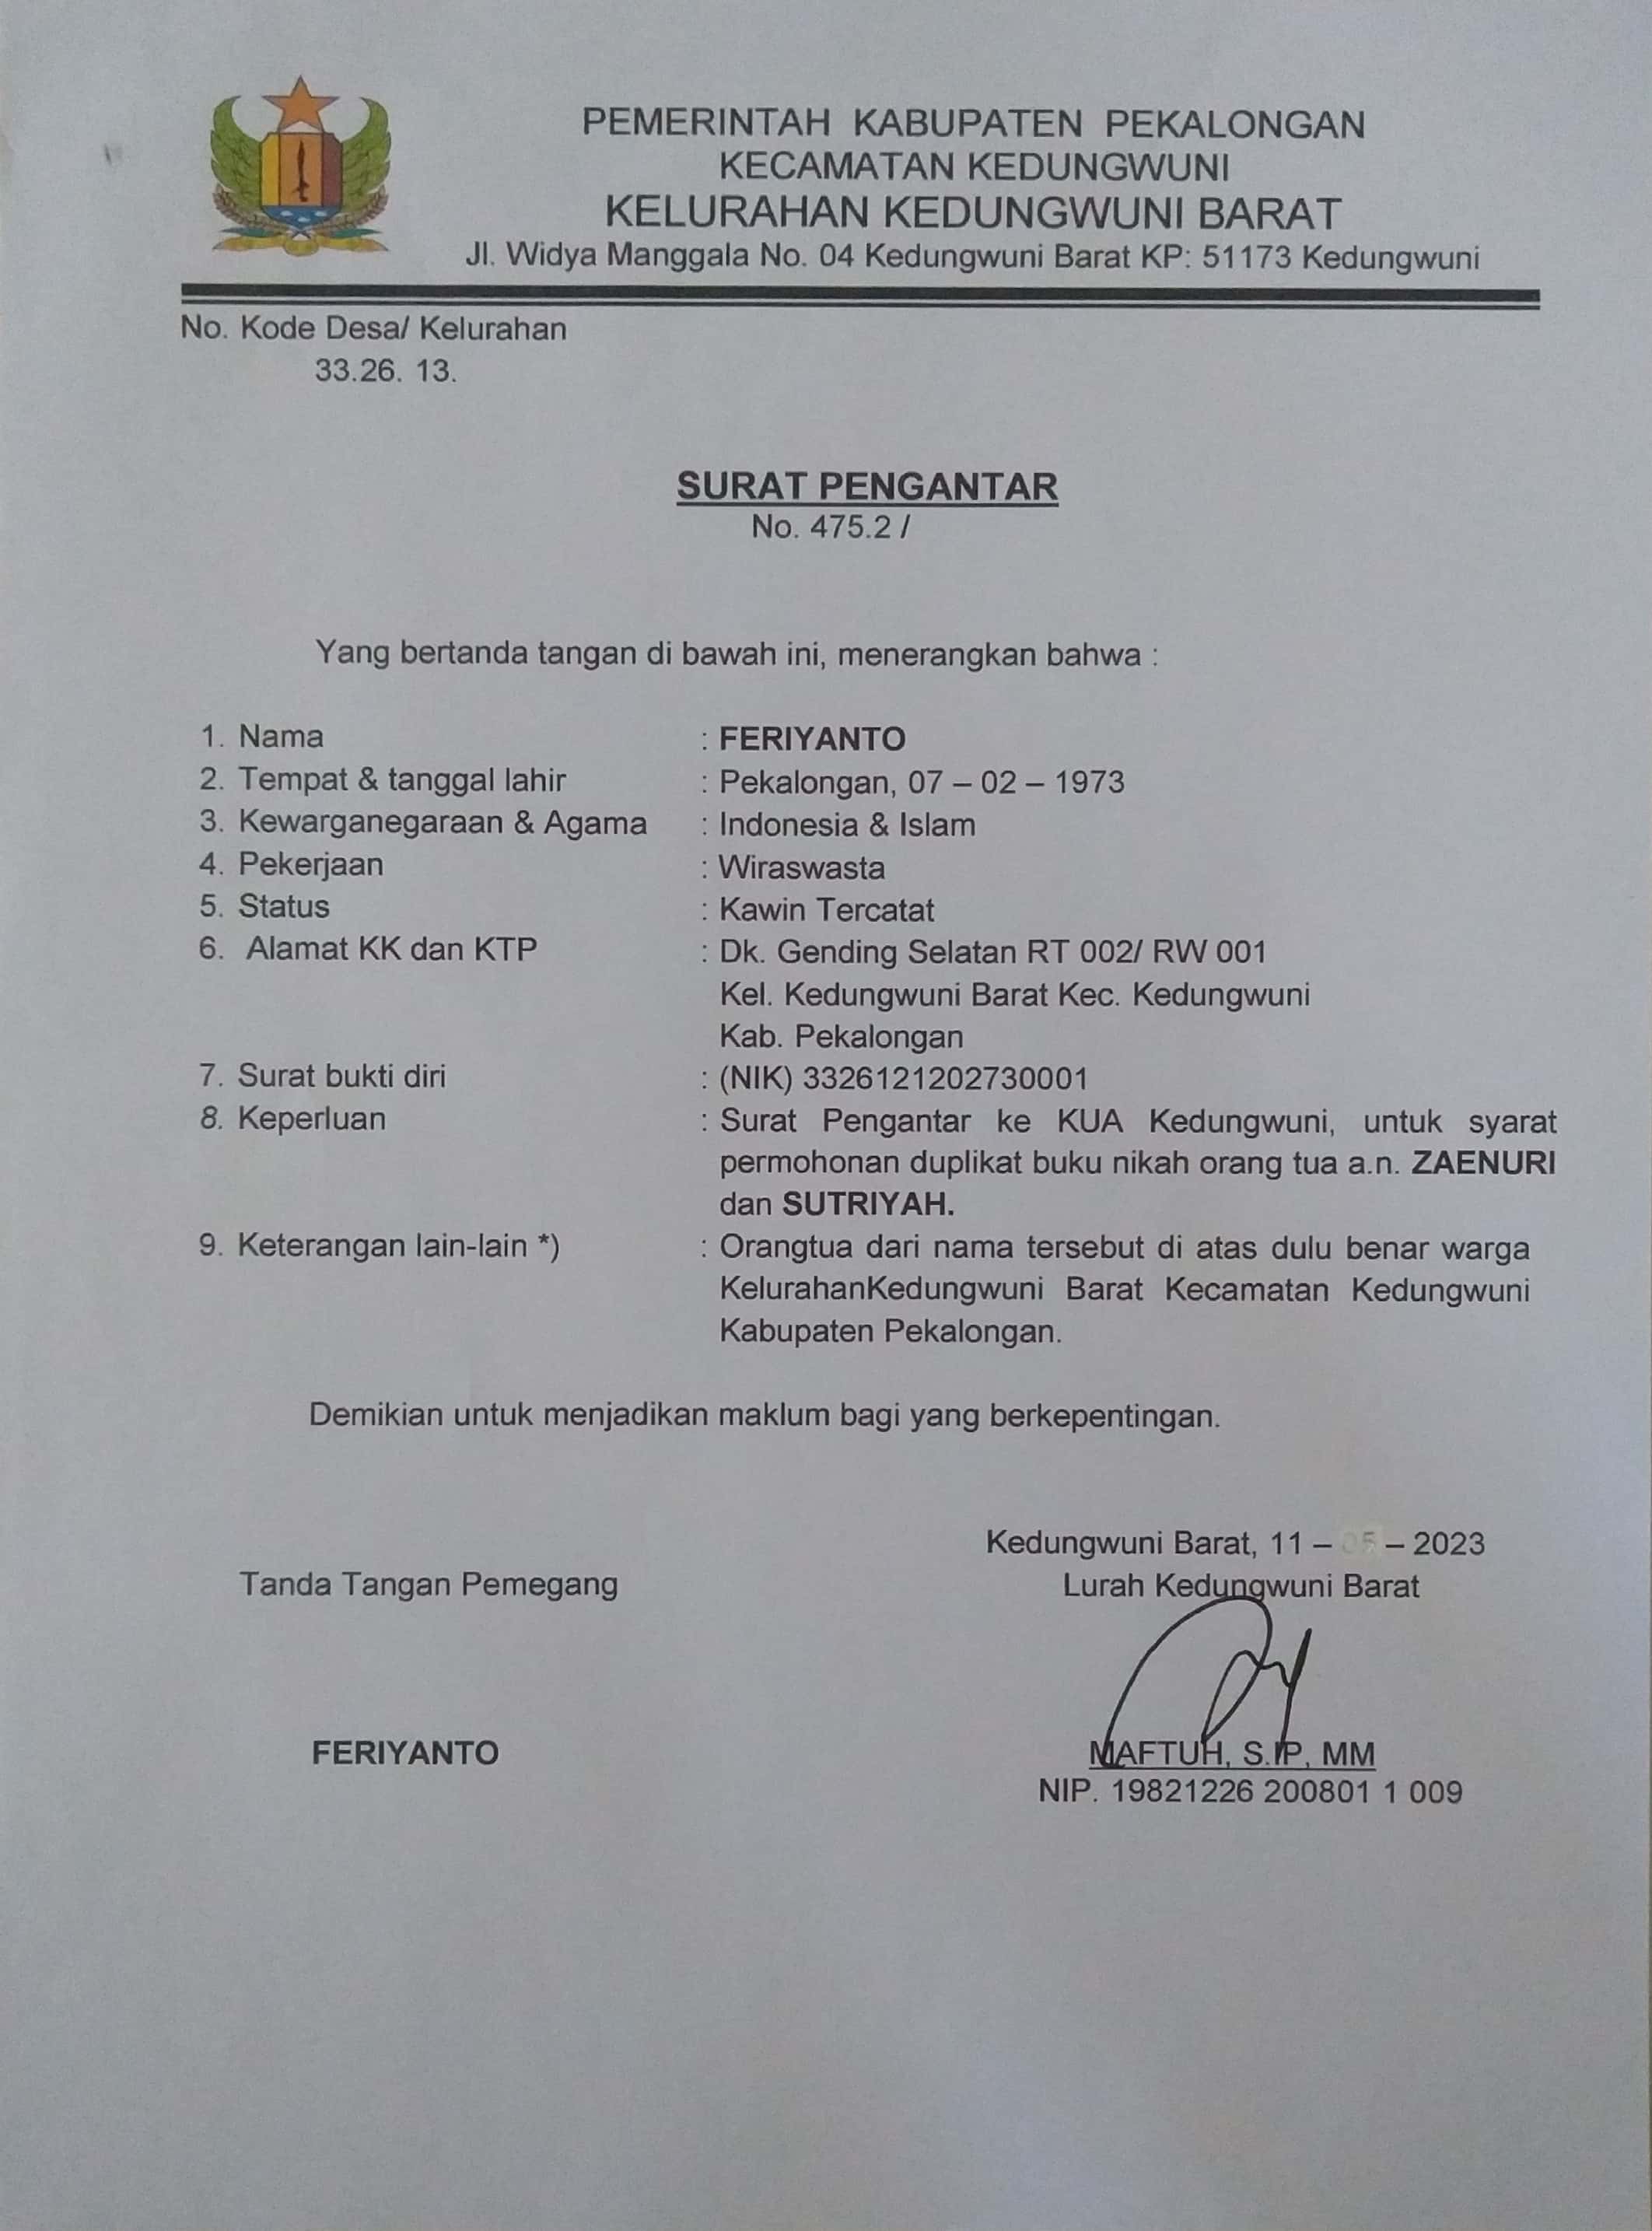 PEMERINTAH KABUPATEN PEKALONGAN
KECAMATAN KEDUNGWUNI
KELURAHAN KEDUNGWUNI BARAT
Jl. Widya Manggala No. 04 Kedungwuni Barat KP: 51173 Kedungwuni
No. Kode Desa/ Kelurahan
33.26. 13.
SURAT PENGANTAR
No. 475.2 /
Yang bertanda tangan di bawah ini, menerangkan bahwa :
1. Nama : FERIYANTO
2. Tempat & tanggal lahir : Pekalongan, 07 – 02 – 1973
3. Kewarganegaraan & Agama : Indonesia & Islam
4. Pekerjaan : Wiraswasta
5. Status : Kawin Tercatat
6. Alamat KK dan KTP : Dk. Gending Selatan RT 002/ RW 001
Kel. Kedungwuni Barat Kec. Kedungwuni
Kab. Pekalongan
7. Surat bukti diri : (NIK) 3326121202730001
8. Keperluan : Surat Pengantar ke KUA Kedungwuni, untuk syarat
permohonan duplikat buku nikah orang tua a.n. ZAENURI
dan SUTRIYAH.
9. Keterangan lain-lain *) : Orangtua dari nama tersebut di atas dulu benar warga
KelurahanKedungwuni Barat Kecamatan Kedungwuni
Kabupaten Pekalongan.
Demikian untuk menjadikan maklum bagi yang berkepentingan.
Kedungwuni Barat, 11 – 05 – 2023
Tanda Tangan Pemegang
Lurah Kedungwuni Barat
FERIYANTO
MAFTUH, S.IP, MM
NIP. 19821226 200801 1 009